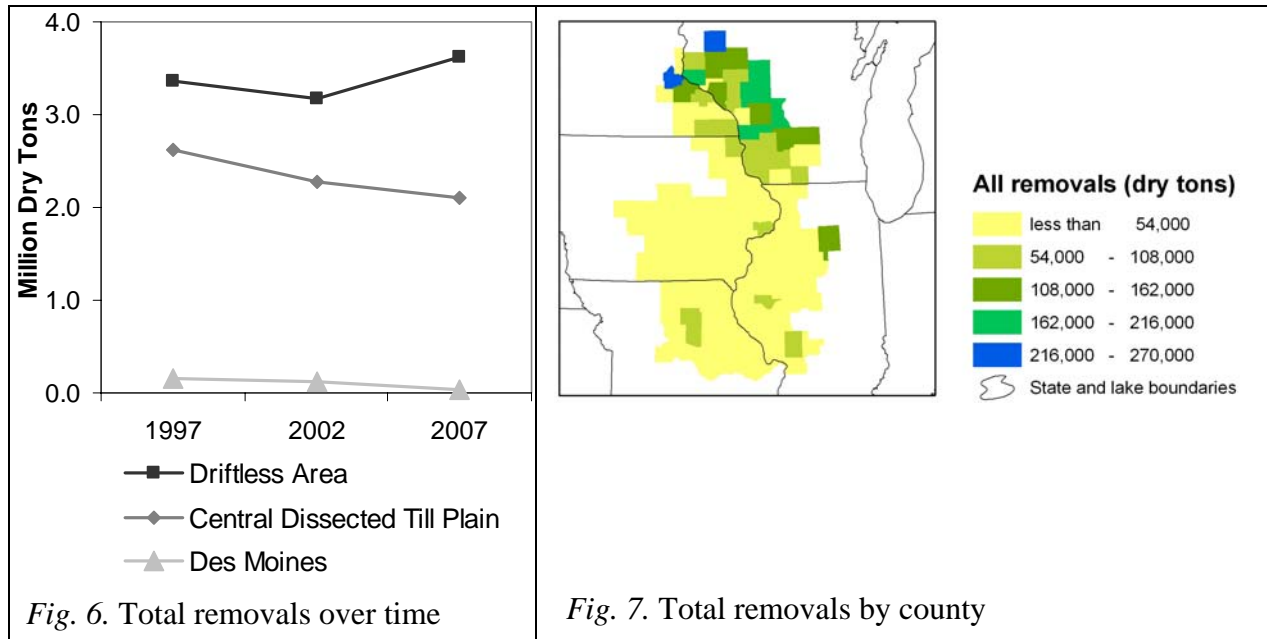 4.0
3.0
2.0
1.0
0.0
Million Dry Tons
1997 2002 2007
Driftless Area
Central Dissected Till Plain
Des Moines
Fig. 6. Total removals over time
All removals (dry tons)
less than 54,000
54,000 - 108,000
108,000 - 162,000
162,000 - 216,000
216,000 - 270,000
State and lake boundaries
Fig. 7. Total removals by county